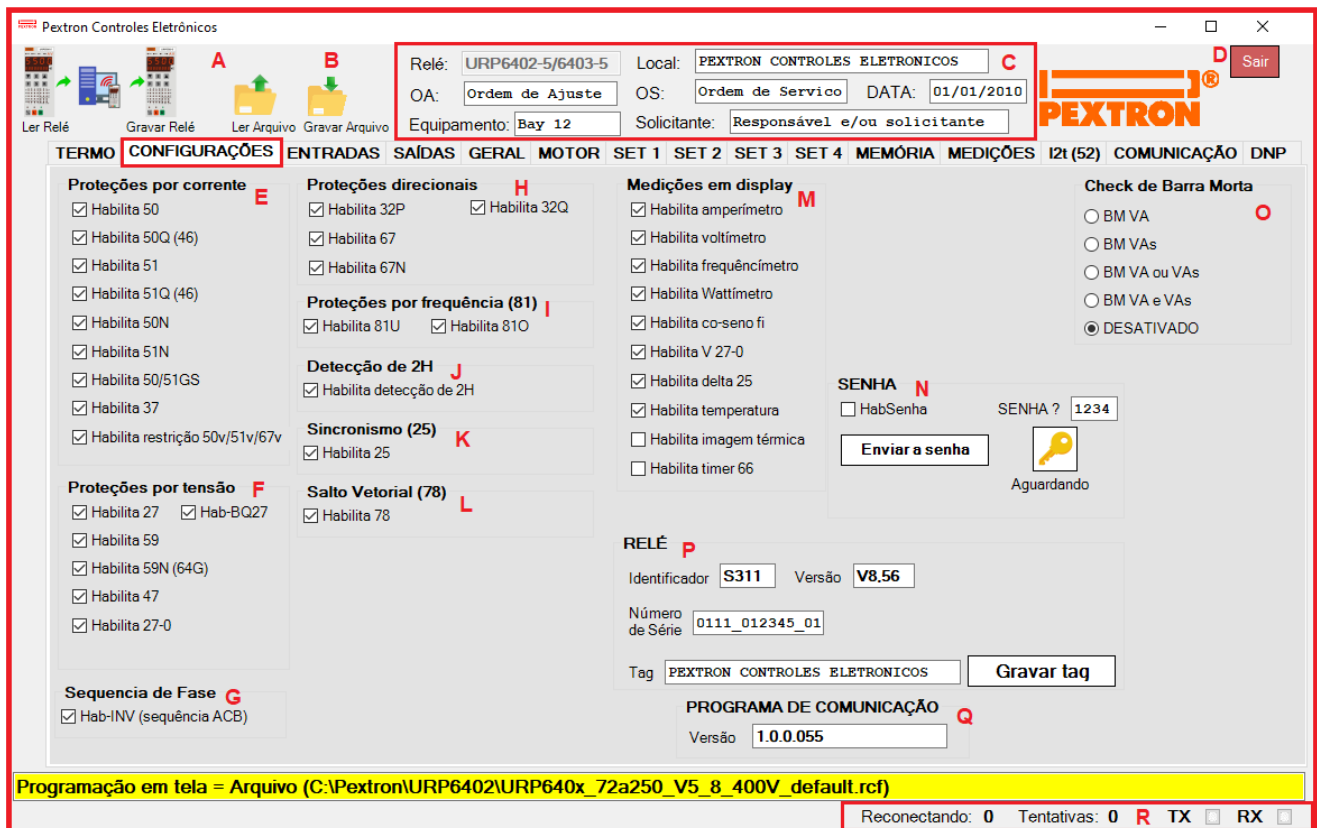 PEXTRON Pextron Controles Eletrônicos
A B C D
Ler Relé Gravar Relé Ler Arquivo Gravar Arquivo
Relé: URP6402-5/6403-5 Local: PEXTRON CONTROLES ELETRONICOS
OA: Ordem de Ajuste OS: Ordem de Servico DATA: 01/01/2010
Equipamento: Bay 12 Solicitante: Responsável e/ou solicitante
Sair
PEXTRON ®
TERMO CONFIGURAÇÕES ENTRADAS SAÍDAS GERAL MOTOR SET 1 SET 2 SET 3 SET 4 MEMÓRIA MEDIÇÕES I2t (52) COMUNICAÇÃO DNP
Proteções por corrente E
Habilita 50
Habilita 50Q (46)
Habilita 51
Habilita 51Q (46)
Habilita 50N
Habilita 51N
Habilita 50/51GS
Habilita 37
Habilita restrição 50v/51v/67v
Proteções por tensão F
Habilita 27 Hab-BQ27
Habilita 59
Habilita 59N (64G)
Habilita 47
Habilita 27-0
Sequencia de Fase G
Hab-INV (sequência ACB)
Proteções direcionais H
Habilita 32P Habilita 32Q
Habilita 67
Habilita 67N
Proteções por frequência (81) I
Habilita 81U Habilita 81O
Detecção de 2H J
Habilita detecção de 2H
Sincronismo (25) K
Habilita 25
Salto Vetorial (78) L
Habilita 78
Medições em display M
Habilita amperímetro
Habilita voltímetro
Habilita frequêncímetro
Habilita Wattímetro
Habilita co-seno fi
Habilita V 27-0
Habilita delta 25
Habilita temperatura
Habilita imagem térmica
Habilita timer 66
SENHA N
HabSenha SENHA ? 1234
Enviar a senha
Aguardando
Check de Barra Morta O
BM VA
BM VAs
BM VA ou VAs
BM VA e VAs
DESATIVADO
RELÉ P
Identificador S311 Versão V8.56
Número de Série 0111_012345_01
Tag PEXTRON CONTROLES ELETRONICOS Gravar tag
PROGRAMA DE COMUNICAÇÃO Q
Versão 1.0.0.055
Programação em tela = Arquivo (C:\Pextron\URP6402\URP640x_72a250_V5_8_400V_default.rcf)
Reconectando: 0 Tentativas: 0 R TX RX